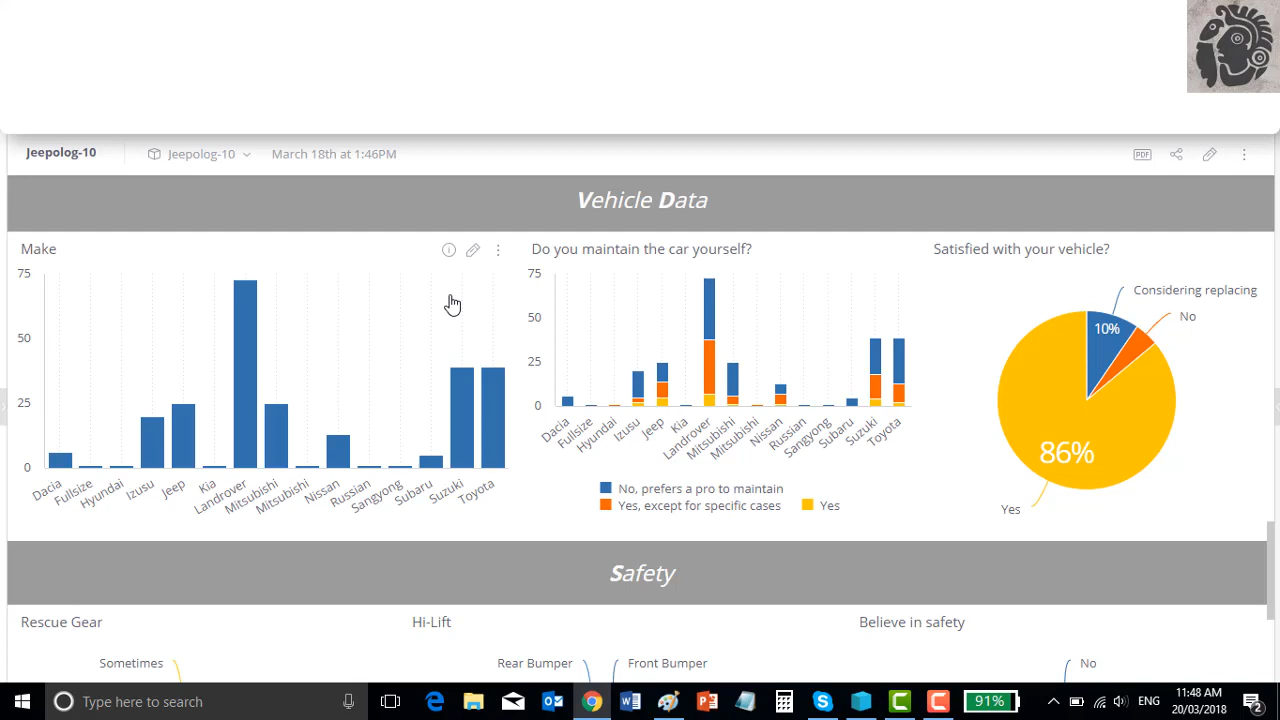 Jeepolog-10
Jeepolog-10
March 18th at 1:46PM
PDF
Vehicle Data
Make
75
50
25
0
Dacia
Fullsize
Hyundai
Izusu
Jeep
Kia
Landrover
Mitsubishi
Mitsibishi
Nissan
Russian
Sangyong
Subaru
Suzuki
Toyota
Do you maintain the car yourself?
75
50
25
0
Dacia
Fullsize
Hyundai
Izusu
Jeep
Kia
Landrover
Mitsubishi
Mitsibishi
Nissan
Russian
Sangyong
Subaru
Suzuki
Toyota
No, prefers a pro to maintain
Yes, except for specific cases
Yes
Satisfied with your vehicle?
Considering replacing
No
10%
86%
Yes
Safety
Rescue Gear
Hi-Lift
Believe in safety
Sometimes
Rear Bumper
Front Bumper
No
Type here to search
91%
ENG
11:48 AM
20/03/2018
2